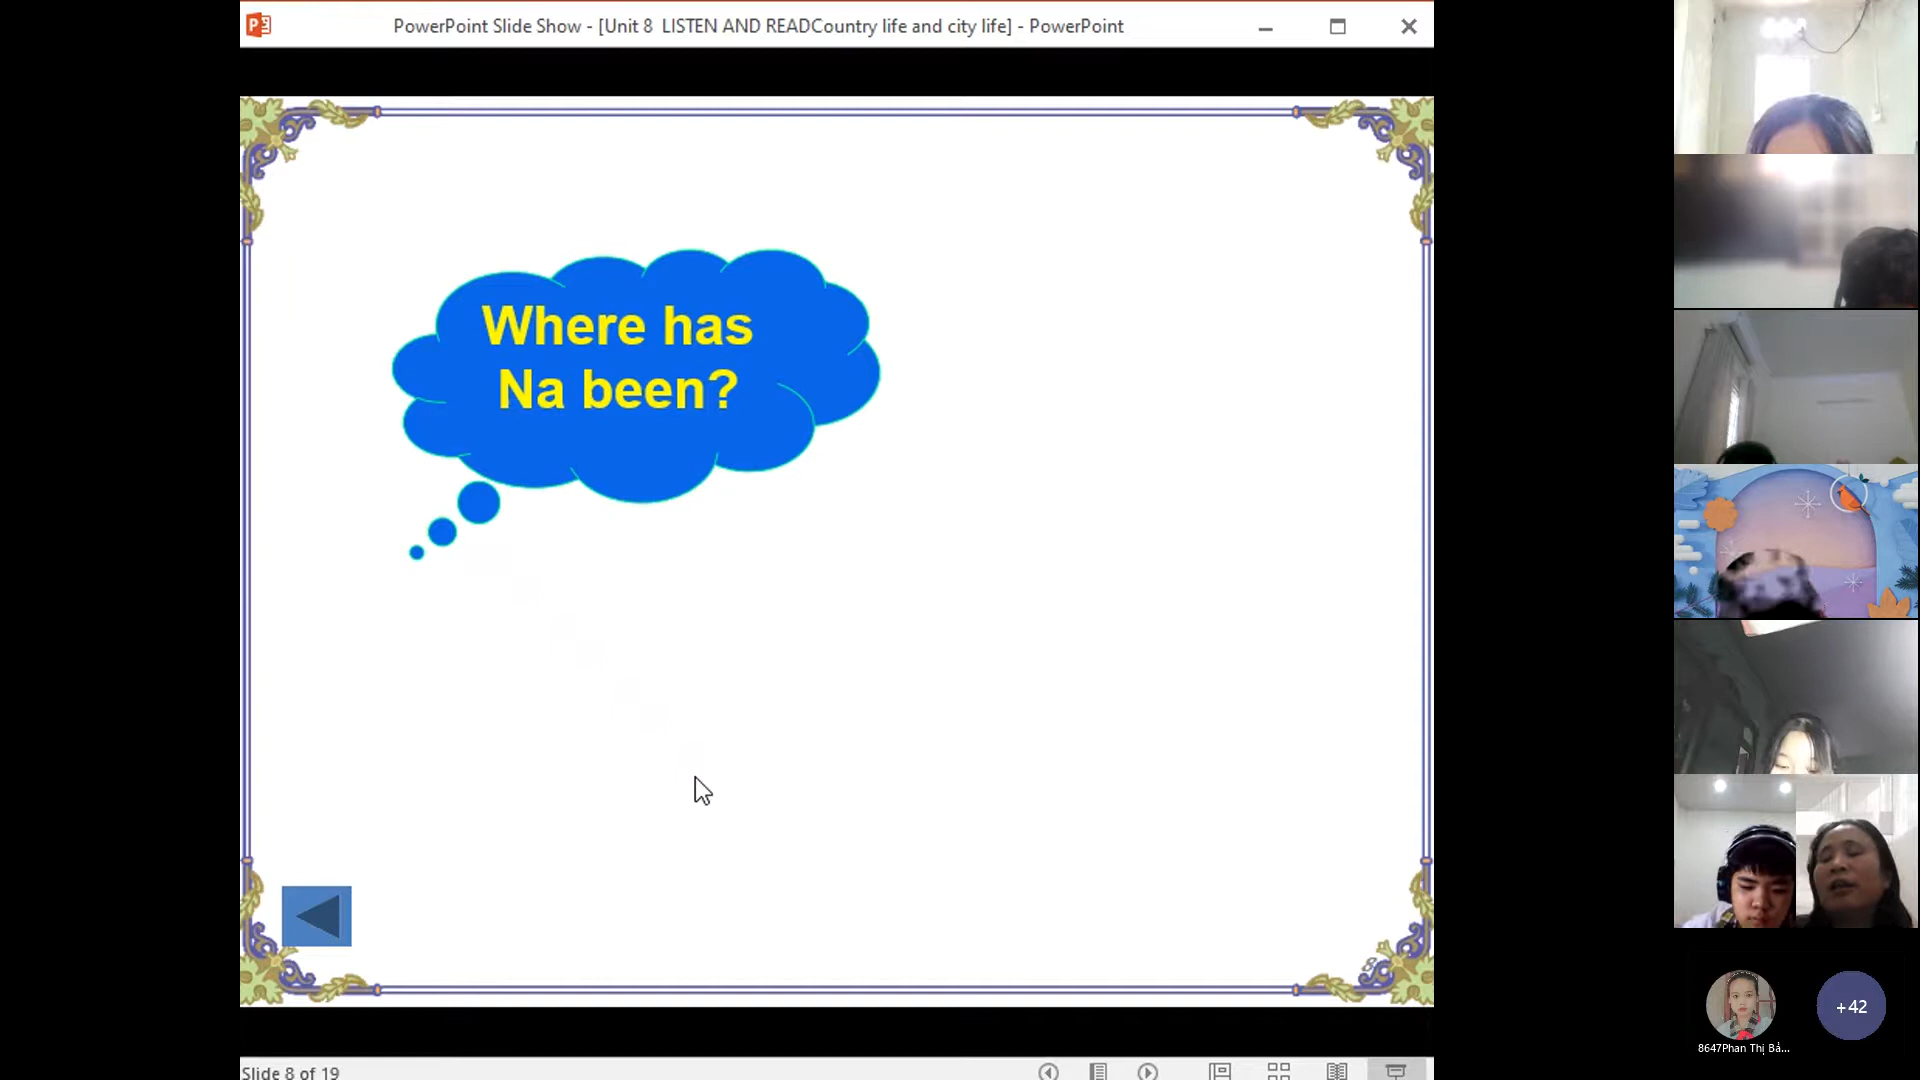 PowerPoint Slide Show - [Unit 8 LISTEN AND READCountry life and city life] - PowerPoint
Where has
Na been?
8
+42
8647Phan Thị Bả...
Slide 8 of 19